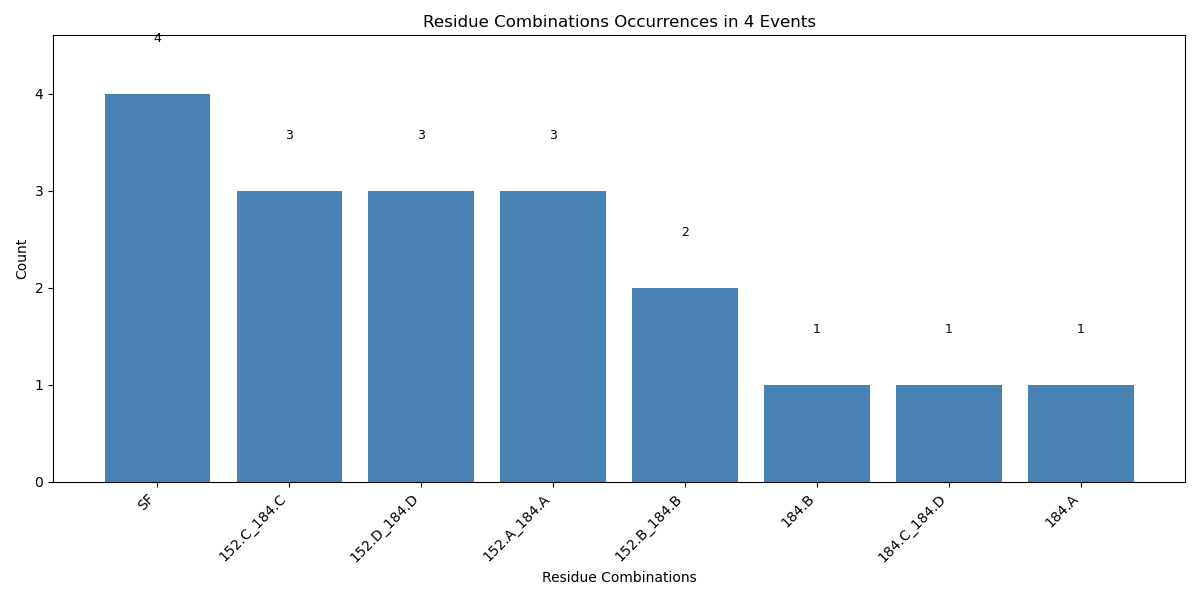 Residue Combinations Occurrences in 4 Events
4
3
3
3
2
1
1
1
4
3
2
1
0
Count
SF
152.C_184.C
152.D_184.D
152.A_184.A
152.B_184.B
184.B
184.C_184.D
184.A
Residue Combinations